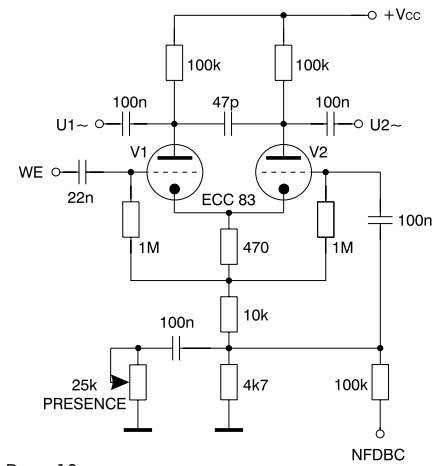 +Vcc
100k 100k
100n 47p 100n
U1~ U2~
V1 V2
WE
ECC 83
22n
100n
1M 470 1M
10k
100n
25k
PRESENCE
4k7
100k
NFDBC